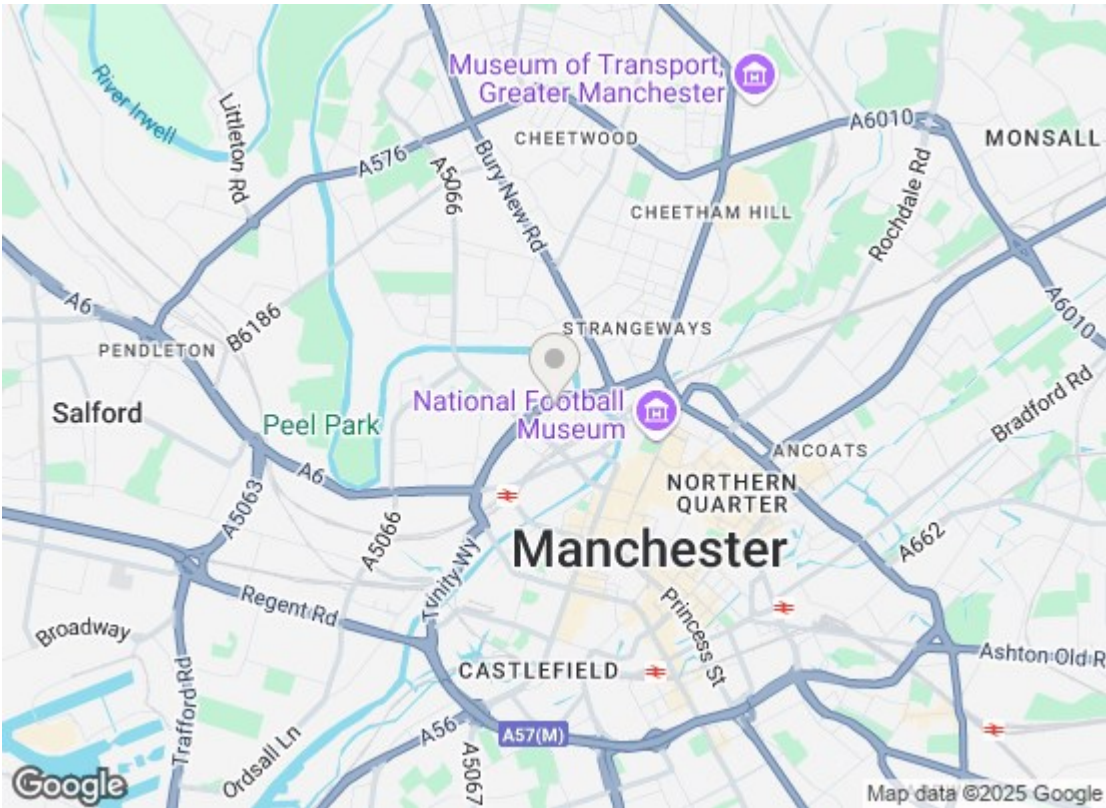 Museum of Transport,
Greater Manchester
A6010
River Irwell
Littleton Rd
CHEETWOOD
MONSALL
A576
A5066
Bury New Rd
Rochdale Rd
CHEETHAM HILL
A6
B6186
A6010
PENDLETON
STRANGEWAYS
Salford
National Football
Museum
Peel Park
Bradford Rd
ANCOATS
A6
NORTHERN
QUARTER
A5063
A5066
Manchester
A662
Trinity Wy
Regent Rd
Princess St
Broadway
Ashton Old R
CASTLEFIELD
Trafford Rd
Ordsall Ln
A56
A57(M)
A5067
Google
Map data ©2025 Google